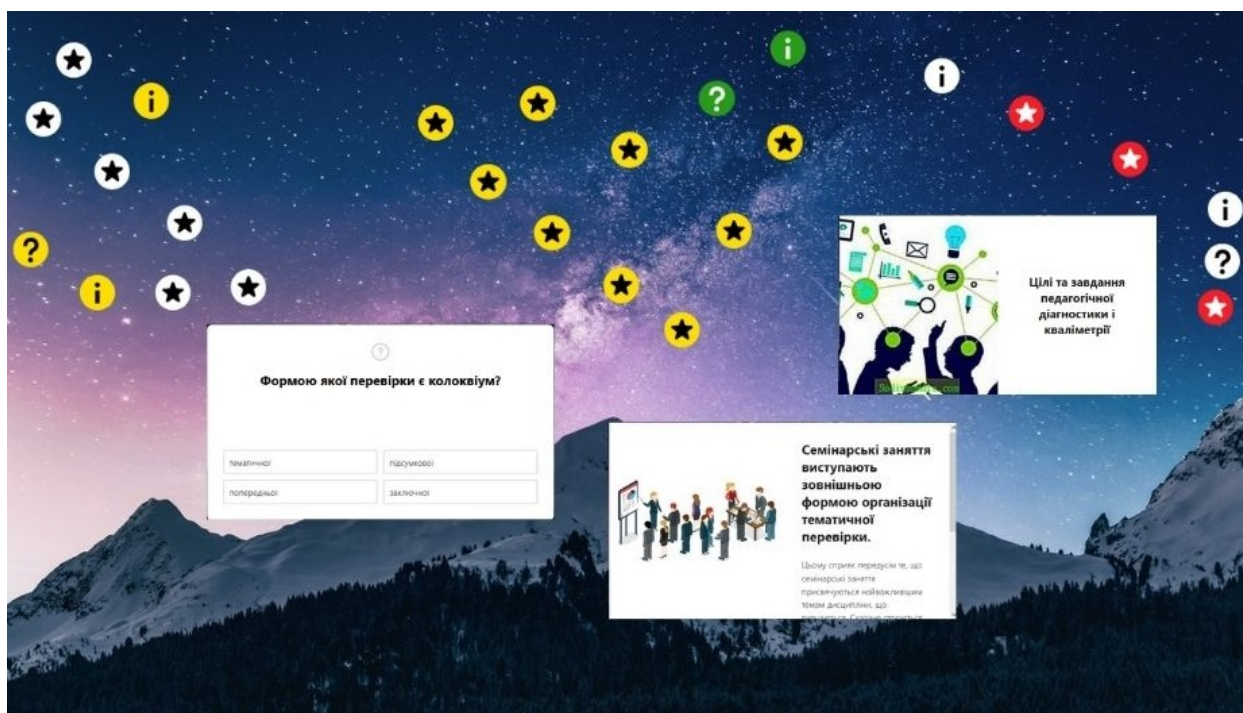 Формою якої перевірки є колоквіум?
тематичної
підсумкової
попередньої
заключної
Цілі та завдання
педагогічної
діагностики і
кваліметрії
Семінарські заняття
виступають
зовнішньою
формою організації
тематичної
перевірки.
Цьому сприяє передусім те, що
семінарські заняття
присвячуються найважливішим
темам дисципліни, що